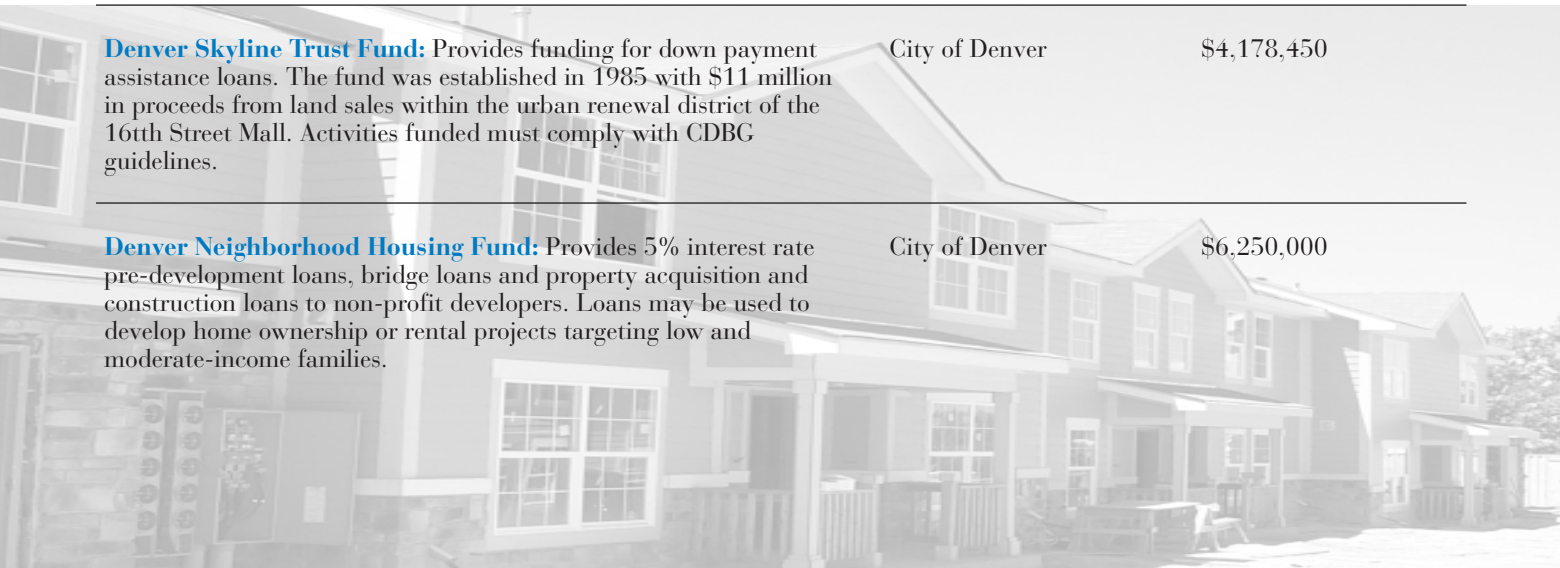 Denver Skyline Trust Fund: Provides funding for down payment City of Denver $4,178,450
assistance loans. The fund was established in 1985 with $11 million
in proceeds from land sales within the urban renewal district of the
16tth Street Mall. Activities funded must comply with CDBG
guidelines.
Denver Neighborhood Housing Fund: Provides 5% interest rate City of Denver $6,250,000
pre-development loans, bridge loans and property acquisition and
construction loans to non-profit developers. Loans may be used to
develop home ownership or rental projects targeting low and
moderate-income families.